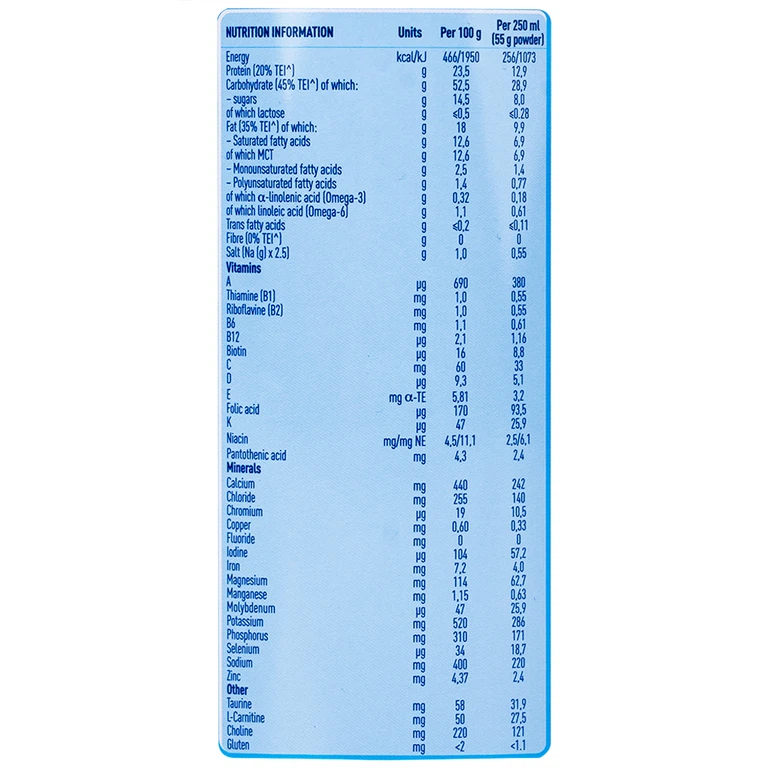 NUTRITION INFORMATION Units Per 100 g Per 250 ml (55 g powder)
Energy kcal/kJ 466/1950 256/1073
Protein (20% TEI^) g 23,5 12,9
Carbohydrate (45% TEI^) of which: g 52,5 28,9
– sugars g 14,5 8,0
of which lactose g ≤0,5 ≤0.28
Fat (35% TEI^) of which: g 18 9,9
– Saturated fatty acids g 12,6 6,9
of which MCT g 12,6 6,9
– Monounsaturated fatty acids g 2,5 1,4
– Polyunsaturated fatty acids g 1,4 0,77
of which α-linolenic acid (Omega-3) g 0,32 0,18
of which linoleic acid (Omega-6) g 1,1 0,61
Trans fatty acids g ≤0,2 ≤0,11
Fibre (0% TEI^) g 0 0
Salt (Na (g) x 2.5) g 1,0 0,55
Vitamins
A µg 690 380
Thiamine (B1) mg 1,0 0,55
Riboflavine (B2) mg 1,0 0,55
B6 mg 1,1 0,61
B12 µg 2,1 1,16
Biotin µg 16 8,8
C mg 60 33
D µg 9,3 5,1
E mg α-TE 5,81 3,2
Folic acid µg 170 93,5
K µg 47 25,9
Niacin mg/mg NE 4,5/11,1 2,5/6,1
Pantothenic acid mg 4,3 2,4
Minerals
Calcium mg 440 242
Chloride mg 255 140
Chromium µg 19 10,5
Copper mg 0,60 0,33
Fluoride mg 0 0
Iodine µg 104 57,2
Iron mg 7,2 4,0
Magnesium mg 114 62,7
Manganese mg 1,15 0,63
Molybdenum µg 47 25,9
Potassium mg 520 286
Phosphorus mg 310 171
Selenium µg 34 18,7
Sodium mg 400 220
Zinc mg 4,37 2,4
Other
Taurine mg 58 31,9
L-Carnitine mg 50 27,5
Choline mg 220 121
Gluten mg <2 <1.1